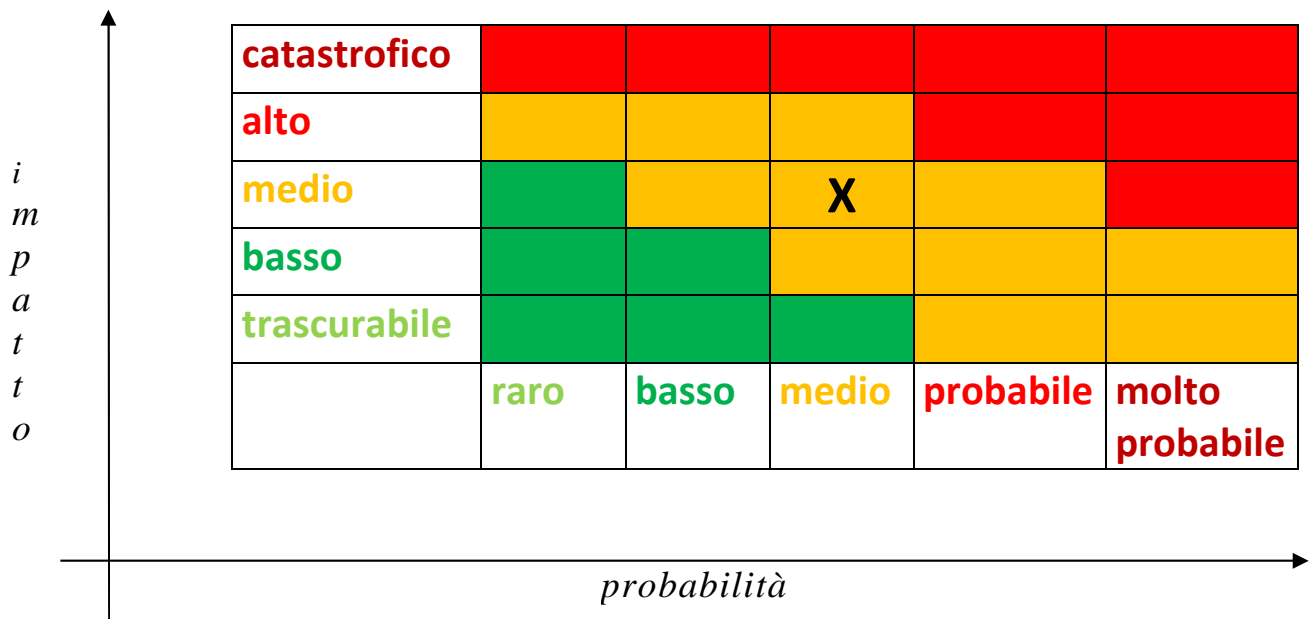 catastrofico
alto
medio X
basso
trascurabile
raro basso medio probabile molto
probabile
i
m
p
a
t
t
o
probabilità